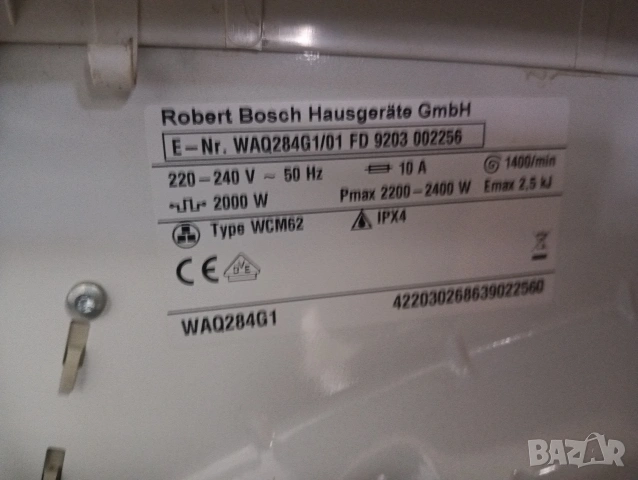 Robert Bosch Hausgeräte GmbH
E-Nr. WAQ284G1/01 FD 9203 002256
220-240 V ~ 50 Hz 10 A 1400/min
2000 W Pmax 2200-2400 W Emax 2,5 kJ
Type WCM62 IPX4
CE DVE
WAQ284G1 422030268639022560
BAZAR